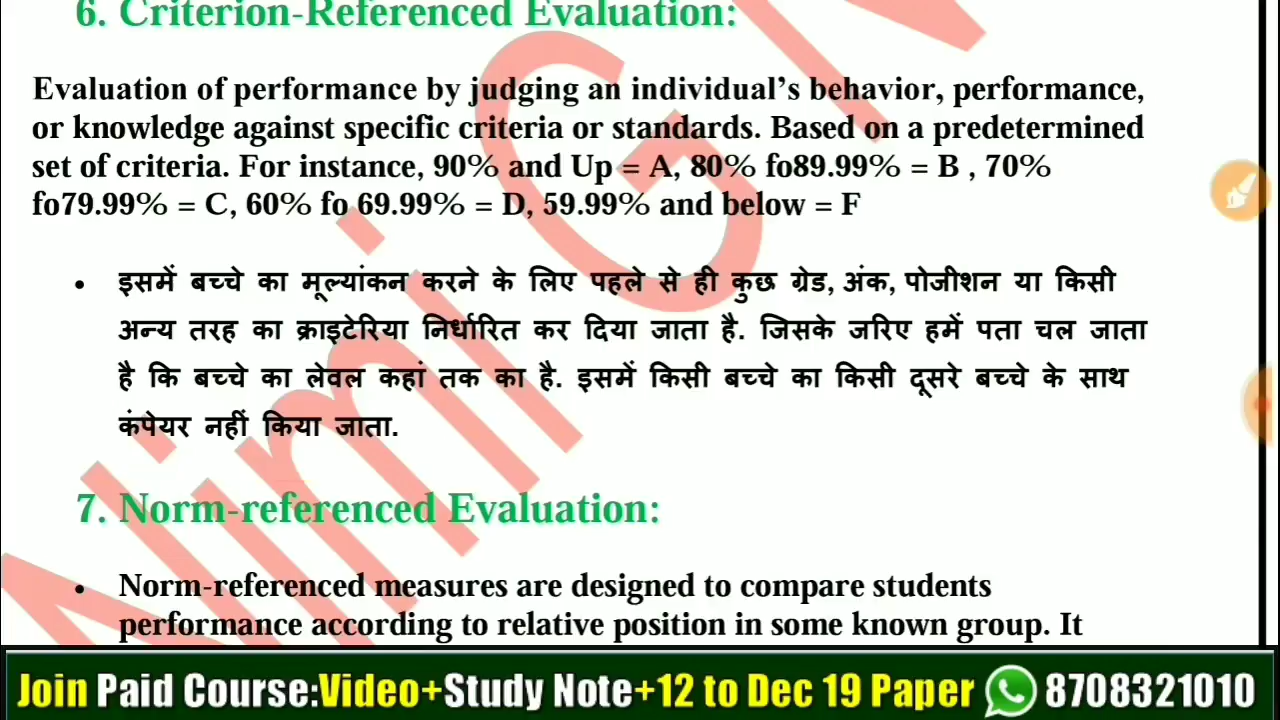 6. Criterion-Referenced Evaluation:
Evaluation of performance by judging an individual’s behavior, performance,
or knowledge against specific criteria or standards. Based on a predetermined
set of criteria. For instance, 90% and Up = A, 80% fo89.99% = B , 70%
fo79.99% = C, 60% fo 69.99% = D, 59.99% and below = F
• इसमें बच्चे का मूल्यांकन करने के लिए पहले से ही कुछ ग्रेड, अंक, पोजीशन या किसी
अन्य तरह का क्राइटेरिया निर्धारित कर दिया जाता है. जिसके जरिए हमें पता चल जाता
है कि बच्चे का लेवल कहां तक का है. इसमें किसी बच्चे का किसी दूसरे बच्चे के साथ
कंपेयर नहीं किया जाता.
7. Norm-referenced Evaluation:
• Norm-referenced measures are designed to compare students
performance according to relative position in some known group. It
Join Paid Course:Video+Study Note+12 to Dec 19 Paper 8708321010